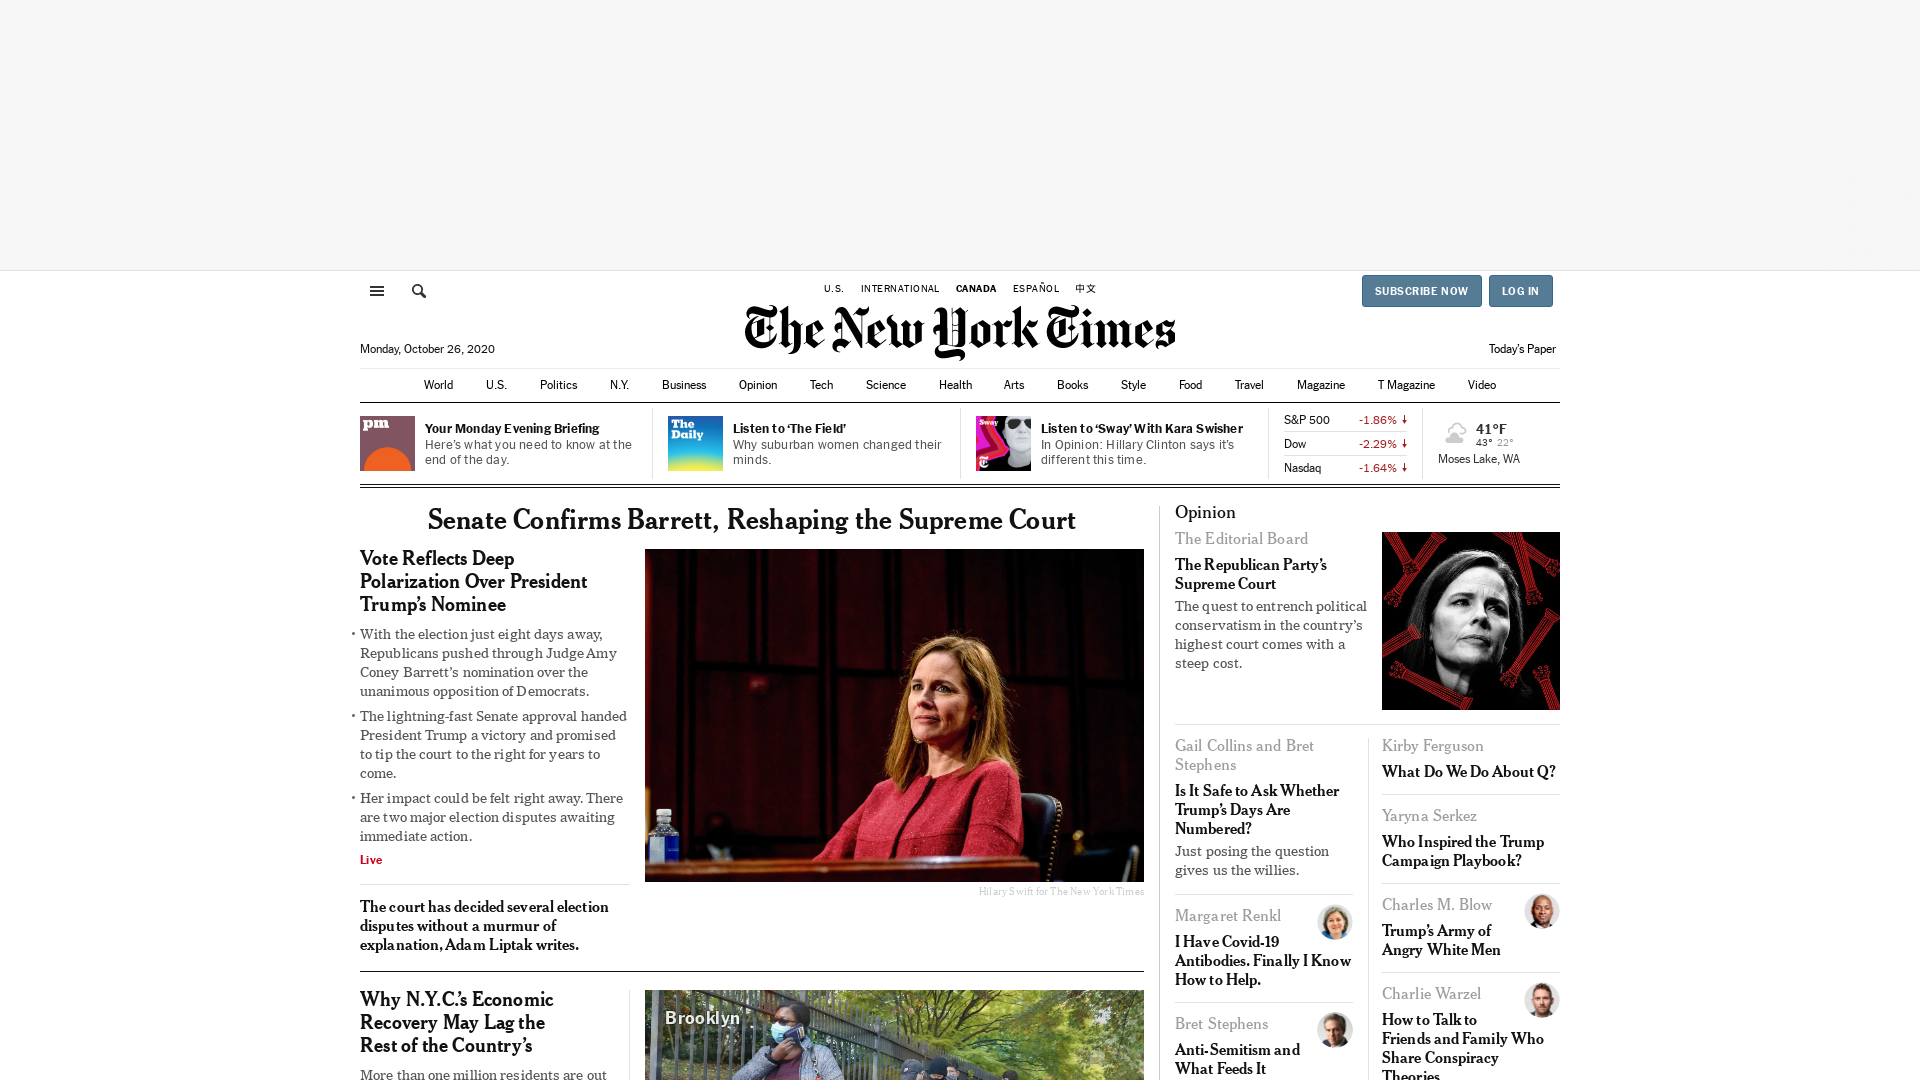 U.S. INTERNATIONAL CANADA ESPAÑOL 中文
SUBSCRIBE NOW LOG IN
The New York Times
Monday, October 26, 2020
Today's Paper
World U.S. Politics N.Y. Business Opinion Tech Science Health Arts Books Style Food Travel Magazine T Magazine Video
pm
Your Monday Evening Briefing
Here's what you need to know at the
end of the day.
The
Daily
Listen to ‘The Field’
Why suburban women changed their
minds.
Sway
Listen to ‘Sway’ With Kara Swisher
In Opinion: Hillary Clinton says it's
different this time.
S&P 500 -1.86%
Dow -2.29%
Nasdaq -1.64%
41°F
43° 22°
Moses Lake, WA
Senate Confirms Barrett, Reshaping the Supreme Court
Vote Reflects Deep
Polarization Over President
Trump’s Nominee
With the election just eight days away,
Republicans pushed through Judge Amy
Coney Barrett’s nomination over the
unanimous opposition of Democrats.
The lightning-fast Senate approval handed
President Trump a victory and promised
to tip the court to the right for years to
come.
Her impact could be felt right away. There
are two major election disputes awaiting
immediate action.
Live
The court has decided several election
disputes without a murmur of
explanation, Adam Liptak writes.
Hilary Swift for The New York Times
Why N.Y.C.’s Economic
Recovery May Lag the
Rest of the Country’s
More than one million residents are out
Brooklyn
Opinion
The Editorial Board
The Republican Party’s
Supreme Court
The quest to entrench political
conservatism in the country’s
highest court comes with a
steep cost.
Gail Collins and Bret
Stephens
Is It Safe to Ask Whether
Trump’s Days Are
Numbered?
Just posing the question
gives us the willies.
Margaret Renkl
I Have Covid-19
Antibodies. Finally I Know
How to Help.
Bret Stephens
Anti-Semitism and
What Feeds It
Kirby Ferguson
What Do We Do About Q?
Yaryna Serkez
Who Inspired the Trump
Campaign Playbook?
Charles M. Blow
Trump’s Army of
Angry White Men
Charlie Warzel
How to Talk to
Friends and Family Who
Share Conspiracy
Theories